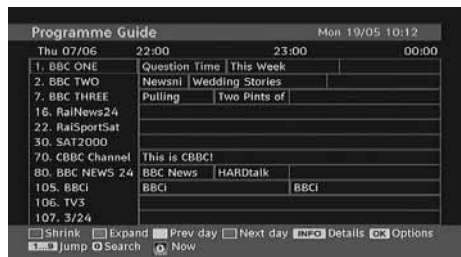 Programme Guide Mon 19/05 10:12
Thu 07/06 22:00 23:00 00:00
1. BBC ONE Question Time This Week
2. BBC TWO Newsni Wedding Stories
7. BBC THREE Pulling Two Pints of
16. RaiNews24
22. RaiSportSat
30. SAT2000
70. CBBC Channel This is CBBC!
80. BBC NEWS 24 BBC News HARDtalk
105. BBCi BBCi BBCi
106. TV3
107. 3/24
Shrink Expand Prev day Next day INFO Details OK Options
1...9 Jump 0 Search Now